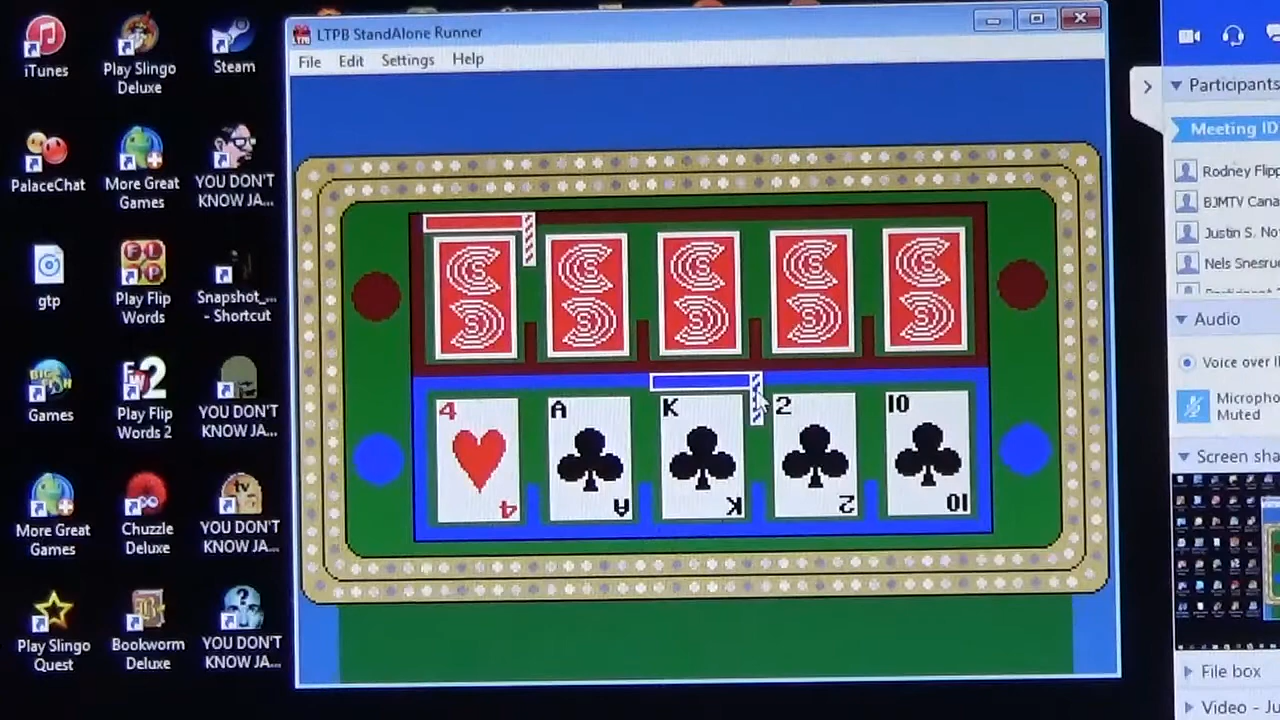 iTunes
Play Slingo
Deluxe
Steam
PalaceChat
More Great
Games
YOU DON'T
KNOW JA...
gtp
Play Flip
Words
Snapshot_...
- Shortcut
Games
Play Flip
Words 2
YOU DON'T
KNOW JA...
More Great
Games
Chuzzle
Deluxe
YOU DON'T
KNOW JA...
Play Slingo
Quest
Bookworm
Deluxe
YOU DON'T
KNOW JA...
LTPB StandAlone Runner
File Edit Settings Help
4 A K 2 10
4 A K 2 10
Participants
Meeting ID
Rodney Flipp
BJMTV Cana
Justin S. No
Nels Snesru
Audio
Voice over I
Micropho
Muted
Screen sha
File box
Video - Ju